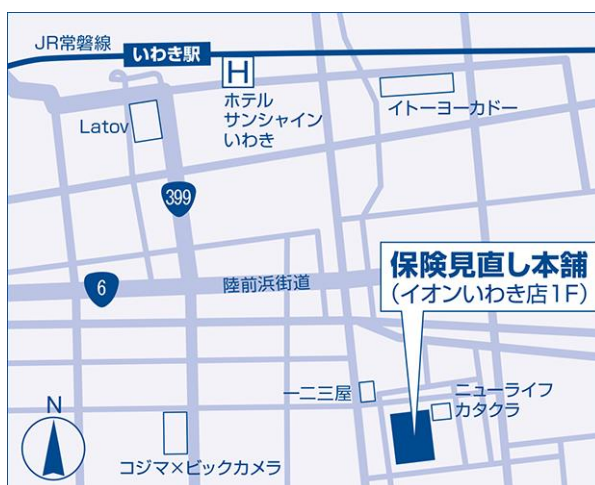 JR常磐線
いわき駅
H
ホテル
サンシャイン
いわき
イトーヨーカドー
Latov
399
6
陸前浜街道
保険見直し本舗
(イオンいわき店1F)
一二三屋
ニューライフ
カタクラ
N
コジマ×ビックカメラ